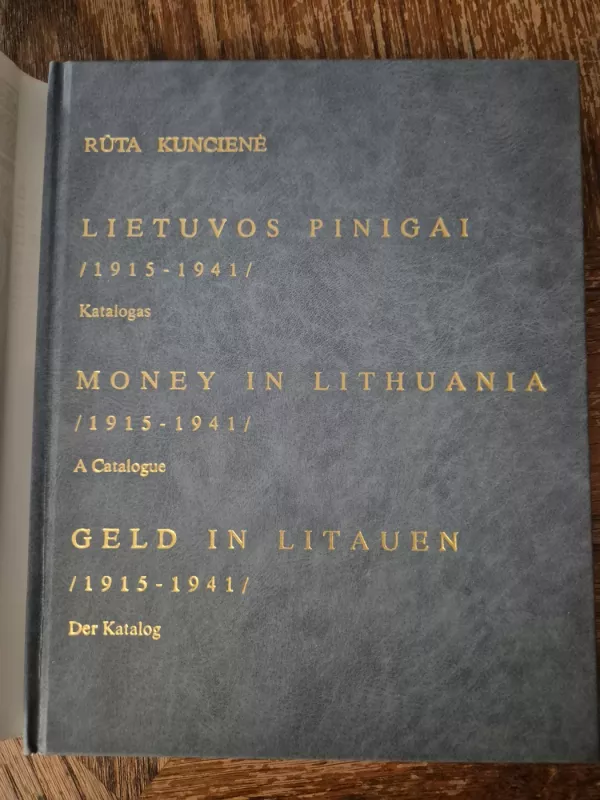 RŪTA KUNCIENĖ
LIETUVOS PINIGAI
/1915-1941/
Katalogas
MONEY IN LITHUANIA
/1915-1941/
A Catalogue
GELD IN LITAUEN
/1915-1941/
Der Katalog